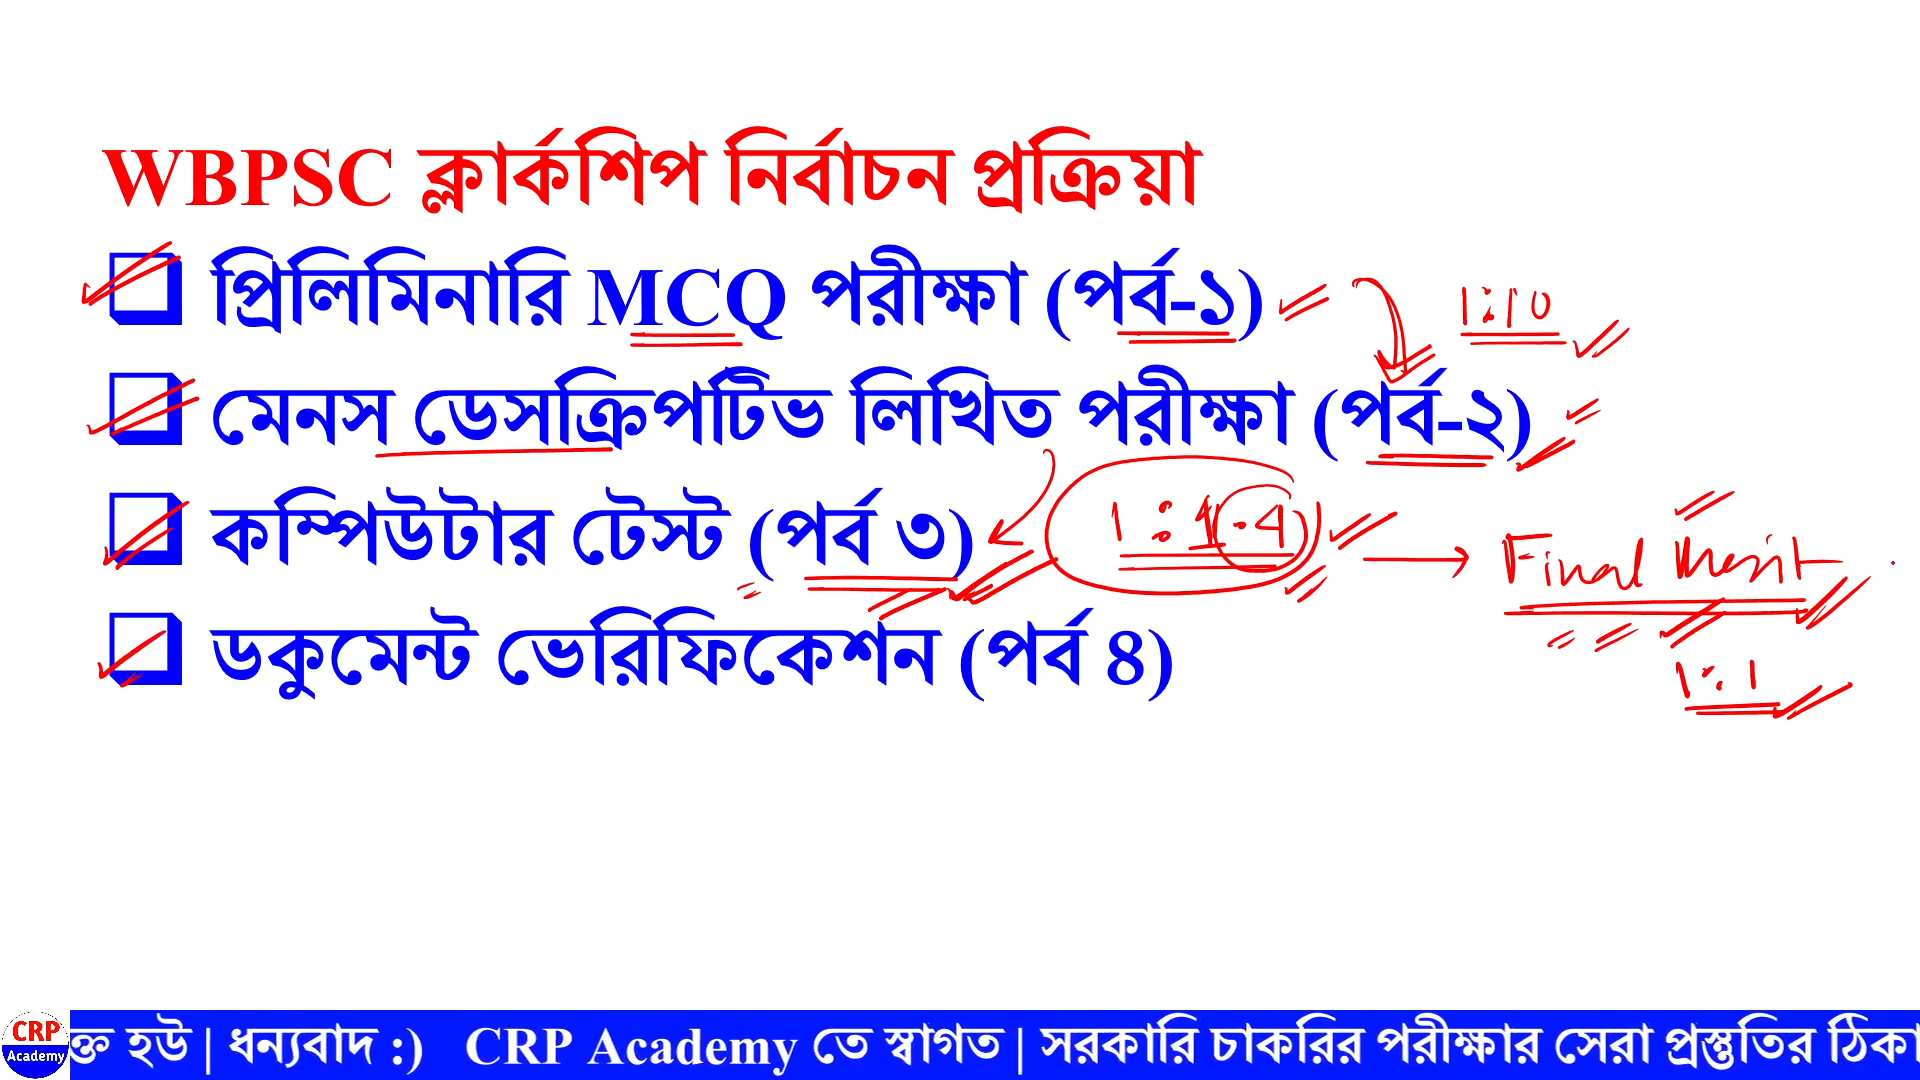 WBPSC ক্লার্কশিপ নির্বাচন প্রক্রিয়া
প্রিলিমিনারি MCQ পরীক্ষা (পর্ব-১)
1:10
মেনস ডেসক্রিপটিভ লিখিত পরীক্ষা (পর্ব-২)
কম্পিউটার টেস্ট (পর্ব ৩)
1:1.4
Final Merit
ডকুমেন্ট ভেরিফিকেশন (পর্ব 8)
1:1
CRP
Academy
ক্ত হউ | ধন্যবাদ :) CRP Academy তে স্বাগত | সরকারি চাকরির পরীক্ষার সেরা প্রস্তুতির ঠিকা